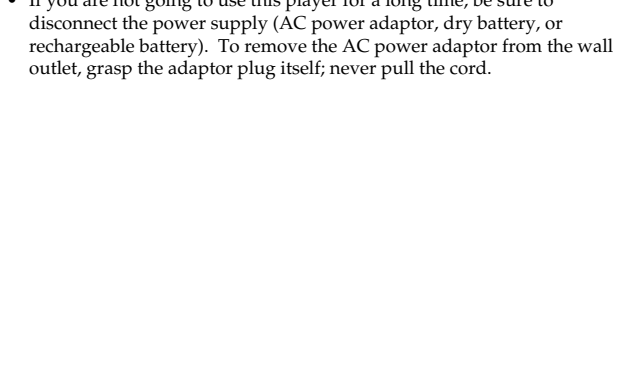 • If you are not going to use this player for a long time, be sure to
disconnect the power supply (AC power adaptor, dry battery, or
rechargeable battery).  To remove the AC power adaptor from the wall
outlet, grasp the adaptor plug itself; never pull the cord.